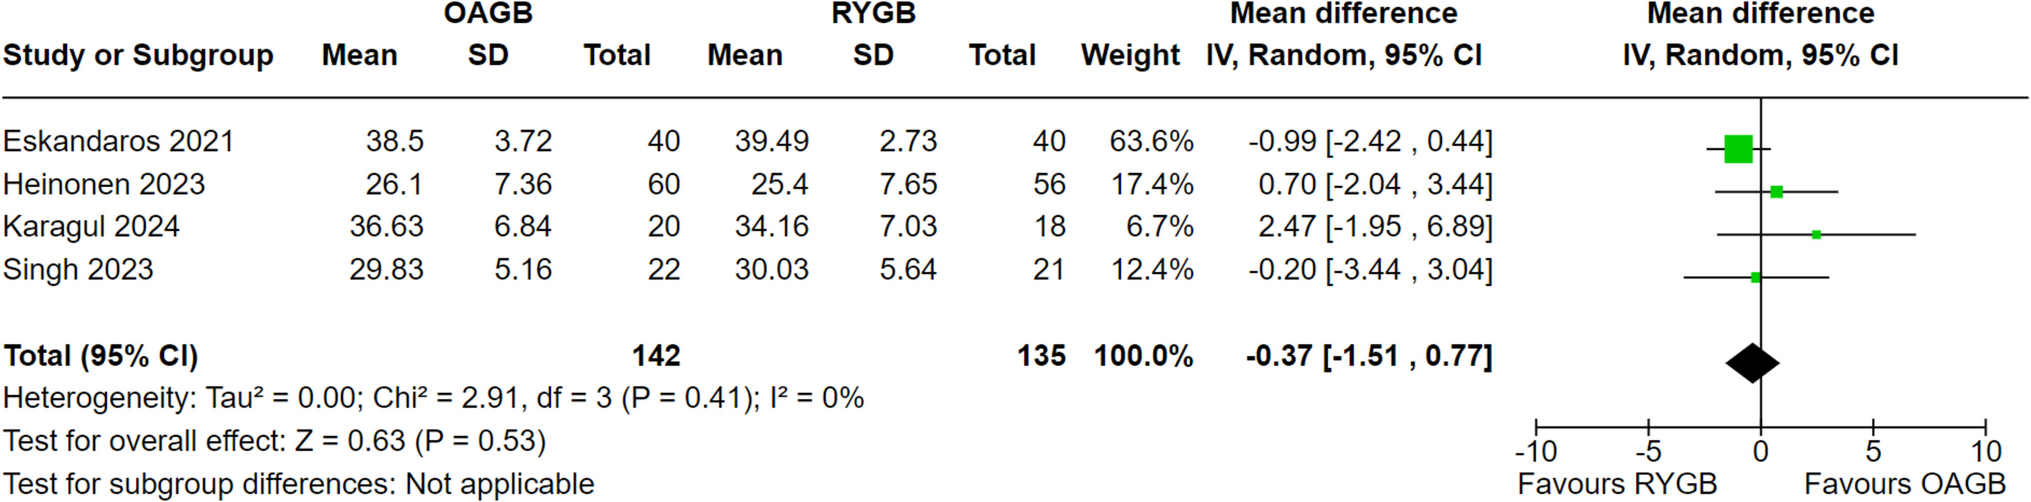 OAGB RYGB Mean difference Mean difference
Study or Subgroup Mean SD Total Mean SD Total Weight IV, Random, 95% CI IV, Random, 95% CI
Eskandaros 2021 38.5 3.72 40 39.49 2.73 40 63.6% -0.99 [-2.42 , 0.44]
Heinonen 2023 26.1 7.36 60 25.4 7.65 56 17.4% 0.70 [-2.04 , 3.44]
Karagul 2024 36.63 6.84 20 34.16 7.03 18 6.7% 2.47 [-1.95 , 6.89]
Singh 2023 29.83 5.16 22 30.03 5.64 21 12.4% -0.20 [-3.44 , 3.04]
Total (95% CI) 142 135 100.0% -0.37 [-1.51 , 0.77]
Heterogeneity: Tau² = 0.00; Chi² = 2.91, df = 3 (P = 0.41); I² = 0%
Test for overall effect: Z = 0.63 (P = 0.53)
Test for subgroup differences: Not applicable
-10 -5 0 5 10
Favours RYGB Favours OAGB